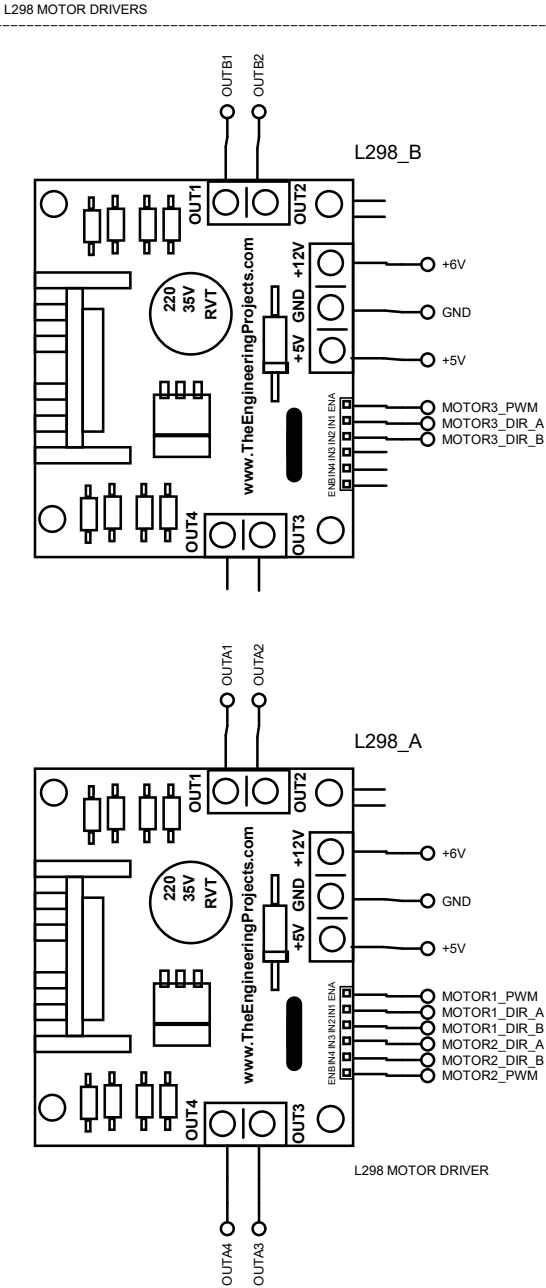 L298 MOTOR DRIVERS
OUTB1
OUTB2
L298_B
OUT1
OUT2
220
35V
RVT
www.TheEngineeringProjects.com
+12V
GND
+5V
+6V
GND
+5V
ENA
IN1
IN2
IN3
IN4
ENB
MOTOR3_PWM
MOTOR3_DIR_A
MOTOR3_DIR_B
OUT4
OUT3
OUTA1
OUTA2
L298_A
OUT1
OUT2
220
35V
RVT
www.TheEngineeringProjects.com
+12V
GND
+5V
+6V
GND
+5V
ENA
IN1
IN2
IN3
IN4
ENB
MOTOR1_PWM
MOTOR1_DIR_A
MOTOR1_DIR_B
MOTOR2_DIR_A
MOTOR2_DIR_B
MOTOR2_PWM
OUT4
OUT3
L298 MOTOR DRIVER
OUTA4
OUTA3